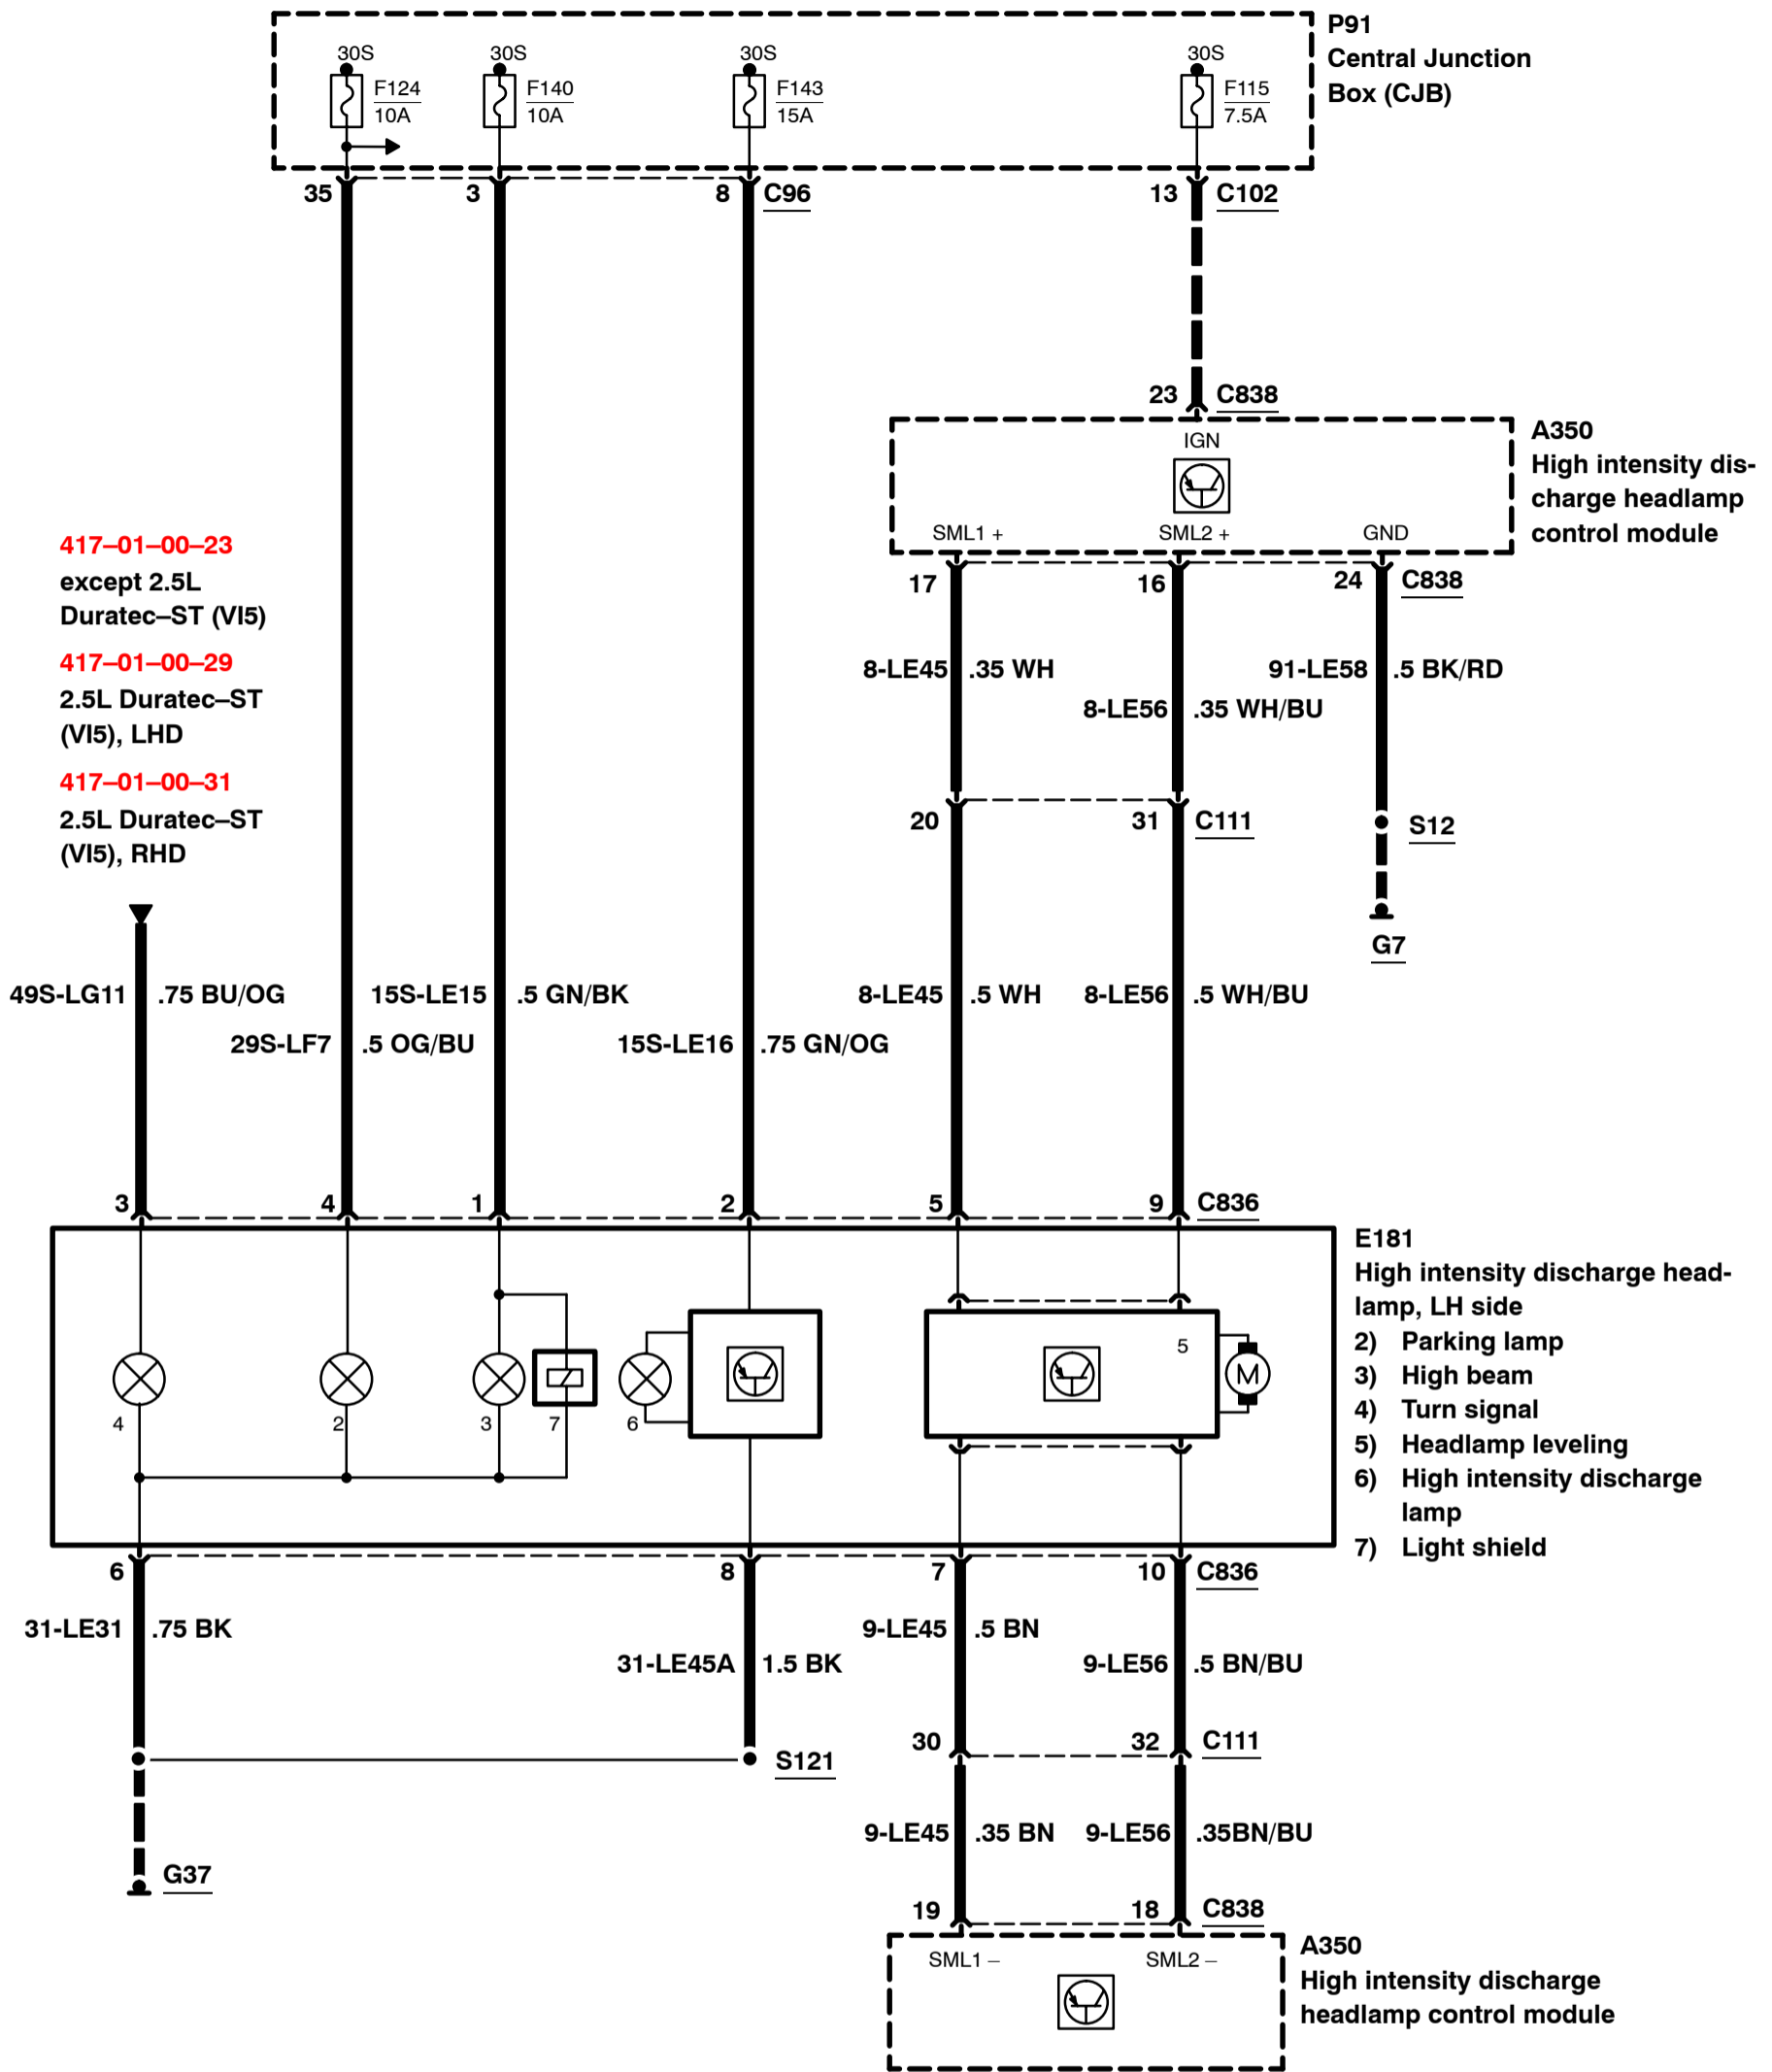 P91
Central Junction
Box (CJB)
30S
30S
30S
30S
F124
10A
F140
10A
F143
15A
F115
7.5A
35
3
8
C96
13
C102
23
C838
IGN
A350
High intensity dis-
charge headlamp
control module
SML1 +
SML2 +
GND
17
16
24
C838
417–01–00–23
except 2.5L
Duratec–ST (VI5)
417–01–00–29
2.5L Duratec–ST
(VI5), LHD
417–01–00–31
2.5L Duratec–ST
(VI5), RHD
8-LE45
.35 WH
91-LE58
.5 BK/RD
8-LE56
.35 WH/BU
20
31
C111
S12
G7
49S-LG11
.75 BU/OG
15S-LE15
.5 GN/BK
8-LE45
.5 WH
8-LE56
.5 WH/BU
29S-LF7
.5 OG/BU
15S-LE16
.75 GN/OG
3
4
1
2
5
9
C836
E181
High intensity discharge head-
lamp, LH side
2) Parking lamp
3) High beam
4) Turn signal
5) Headlamp leveling
6) High intensity discharge
lamp
7) Light shield
5
M
4
2
3
7
6
6
8
7
10
C836
31-LE31
.75 BK
9-LE45
.5 BN
31-LE45A
1.5 BK
9-LE56
.5 BN/BU
30
32
C111
S121
9-LE45
.35 BN
9-LE56
.35BN/BU
G37
19
18
C838
SML1 –
SML2 –
A350
High intensity discharge
headlamp control module